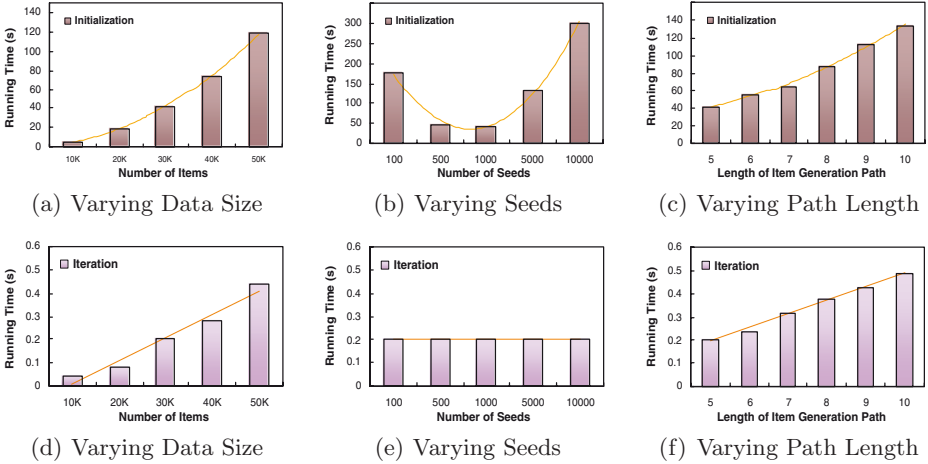 140
120
100
80
60
40
20
0
Running Time (s)
Initialization
10K 20K 30K 40K 50K
Number of Items
(a) Varying Data Size
300
250
200
150
100
50
0
Running Time (s)
Initialization
100 500 1000 5000 10000
Number of Seeds
(b) Varying Seeds
140
120
100
80
60
40
20
0
Running Time (s)
Initialization
5 6 7 8 9 10
Length of Item Generation Path
(c) Varying Path Length
0.6
0.5
0.4
0.3
0.2
0.1
0
Running Time (s)
Iteration
10K 20K 30K 40K 50K
Number of Items
(d) Varying Data Size
0.6
0.5
0.4
0.3
0.2
0.1
0
Running Time (s)
Iteration
100 500 1000 5000 10000
Number of Seeds
(e) Varying Seeds
0.6
0.5
0.4
0.3
0.2
0.1
0
Running Time (s)
Iteration
5 6 7 8 9 10
Length of Item Generation Path
(f) Varying Path Length